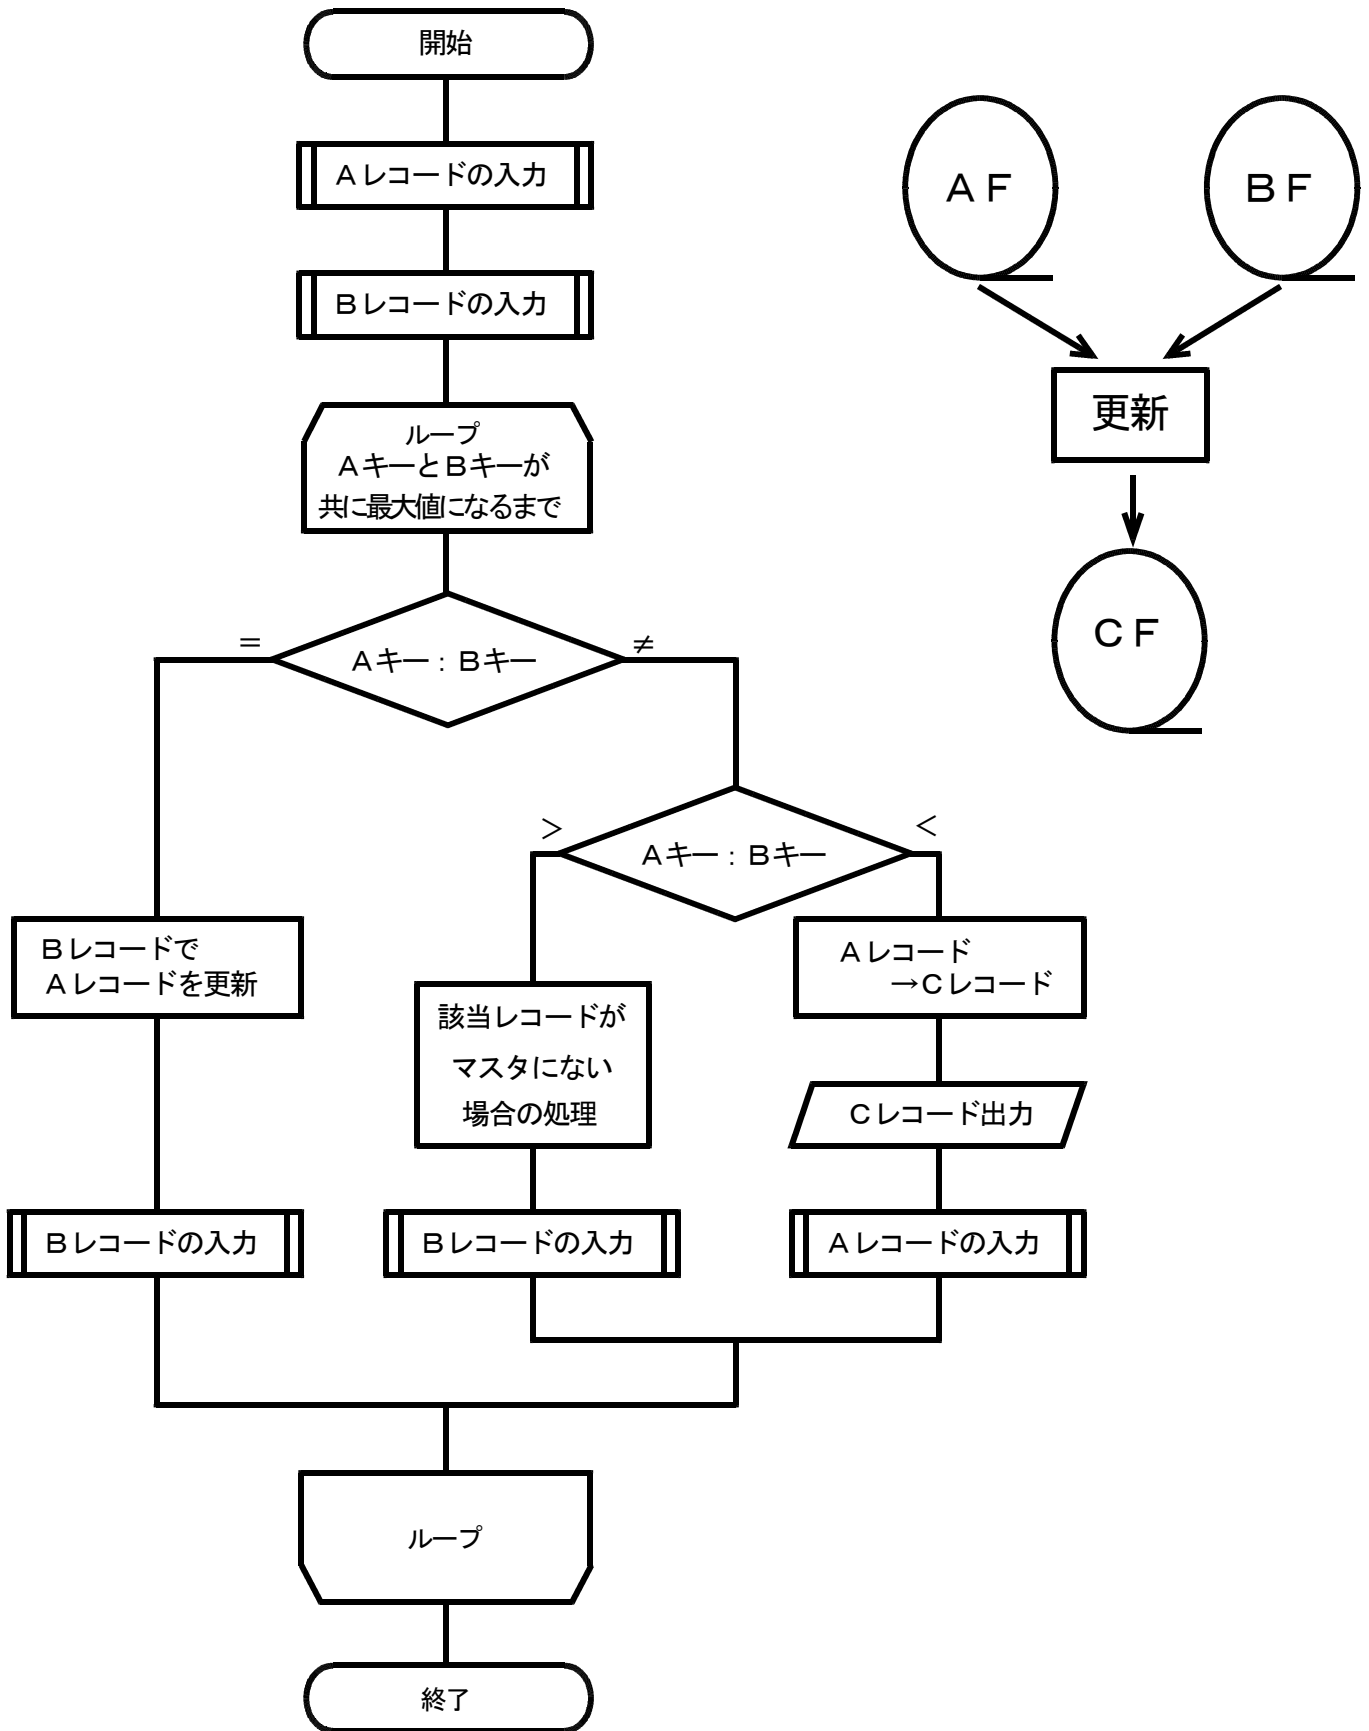 開始
Aレコードの入力
Bレコードの入力
ループ
AキーとBキーが
共に最大値になるまで
AF
BF
更新
CF
=
Aキー:Bキー
≠
>
Aキー:Bキー
<
Bレコードで
Aレコードを更新
該当レコードが
マスタにない
場合の処理
Aレコード
→Cレコード
Cレコード出力
Bレコードの入力
Bレコードの入力
Aレコードの入力
ループ
終了